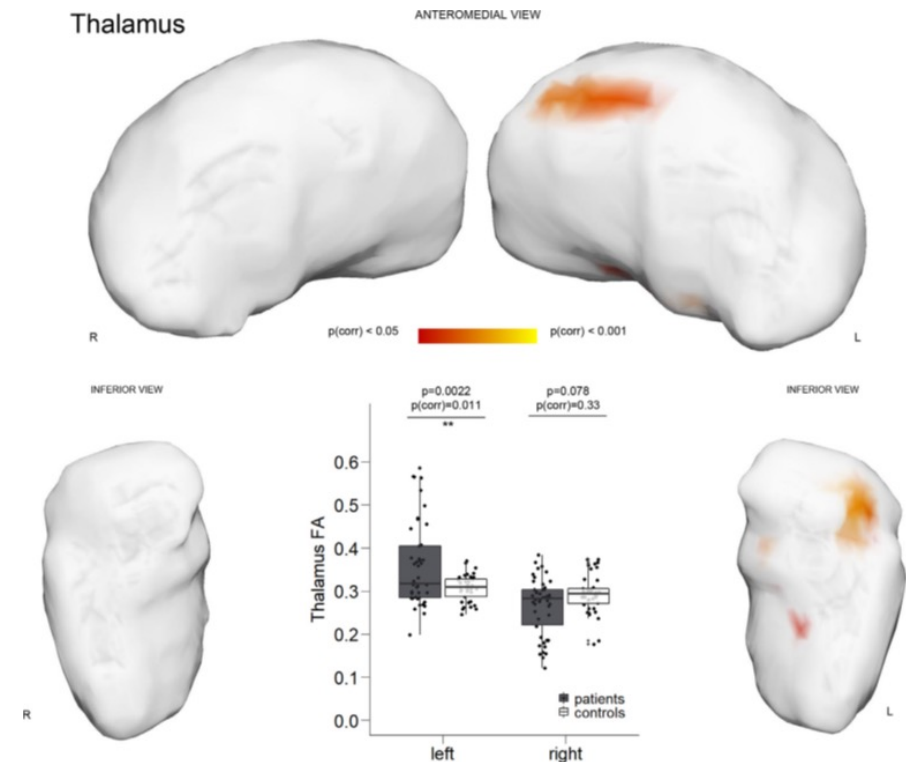 Thalamus
ANTEROMEDIAL VIEW
R
p(corr) < 0.05
p(corr) < 0.001
L
INFERIOR VIEW
INFERIOR VIEW
p=0.0022
p(corr)=0.011
**
p=0.078
p(corr)=0.33
Thalamus FA
0.6
0.5
0.4
0.3
0.2
0.1
0.0
patients
controls
left
right
R
L